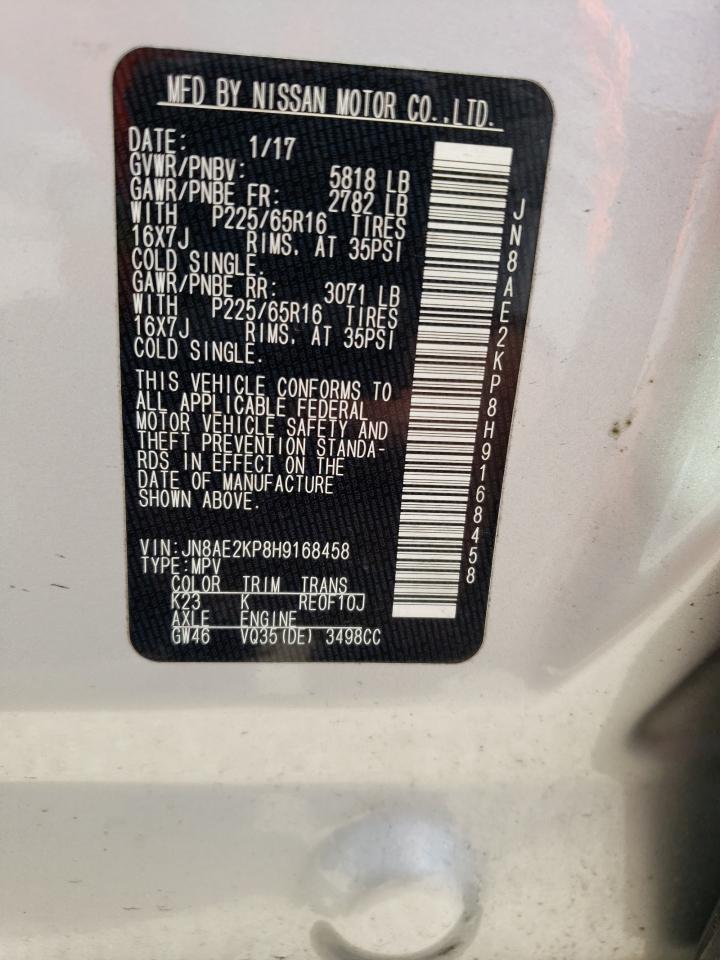 MFD BY NISSAN MOTOR CO.,LTD.
DATE: 1/17
GVWR/PNBV: 5818 LB
GAWR/PNBE FR: 2782 LB
WITH P225/65R16 TIRES
16X7J RIMS, AT 35PSI
COLD SINGLE.
GAWR/PNBE RR: 3071 LB
WITH P225/65R16 TIRES
16X7J RIMS, AT 35PSI
COLD SINGLE.
THIS VEHICLE CONFORMS TO
ALL APPLICABLE FEDERAL
MOTOR VEHICLE SAFETY AND
THEFT PREVENTION STANDA-
RDS IN EFFECT ON THE
DATE OF MANUFACTURE
SHOWN ABOVE.
VIN:JN8AE2KP8H9168458
TYPE:MPV
COLOR TRIM TRANS
K23 K REOF10J
AXLE ENGINE
GW46 VQ35(DE) 3498CC
JN8AE2KP8H9168458